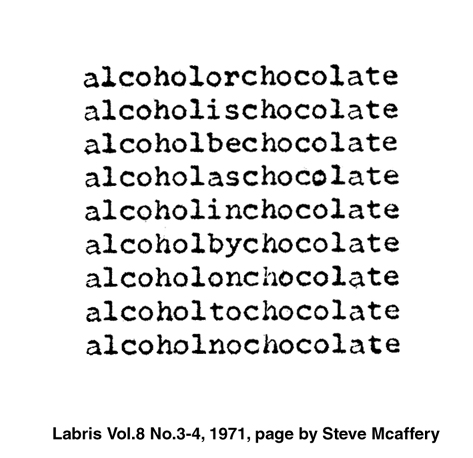 alcoholorchocolate
alcoholischocolate
alcoholbechocolate
alcoholaschocolate
alcoholinchocolate
alcoholbychocolate
alcoholonchocolate
alcoholtochocolate
alcoholnochocolate
Labris Vol.8 No.3-4, 1971, page by Steve Mcaffery